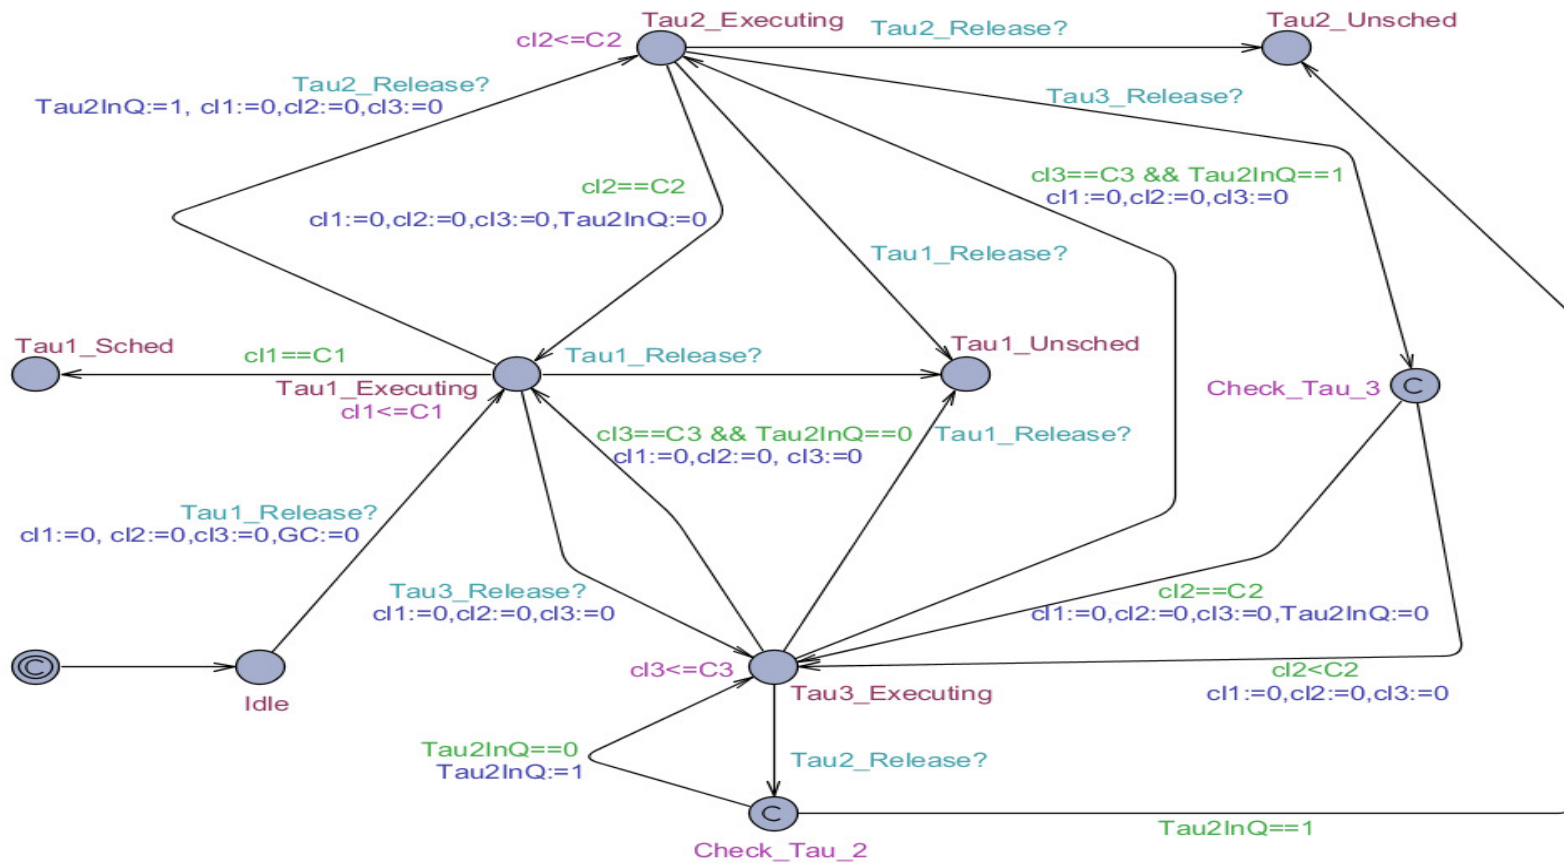 Tau2_Executing
Tau2_Unsched
cl2<=C2
Tau2_Release?
Tau2_Release?
Tau2InQ:=1, cl1:=0,cl2:=0,cl3:=0
Tau3_Release?
cl2==C2
cl1:=0,cl2:=0,cl3:=0,Tau2InQ:=0
cl3==C3 && Tau2InQ==1
cl1:=0,cl2:=0,cl3:=0
Tau1_Release?
Tau1_Sched
cl1==C1
Tau1_Executing
cl1<=C1
Tau1_Release?
Tau1_Unsched
Check_Tau_3
C
cl3==C3 && Tau2InQ==0
cl1:=0,cl2:=0, cl3:=0
Tau1_Release?
Tau1_Release?
cl1:=0, cl2:=0,cl3:=0,GC:=0
Tau3_Release?
cl1:=0,cl2:=0,cl3:=0
cl2==C2
cl1:=0,cl2:=0,cl3:=0,Tau2InQ:=0
C
Idle
cl3<=C3
Tau3_Executing
cl2<C2
cl1:=0,cl2:=0,cl3:=0
Tau2InQ==0
Tau2InQ:=1
Tau2_Release?
C
Check_Tau_2
Tau2InQ==1